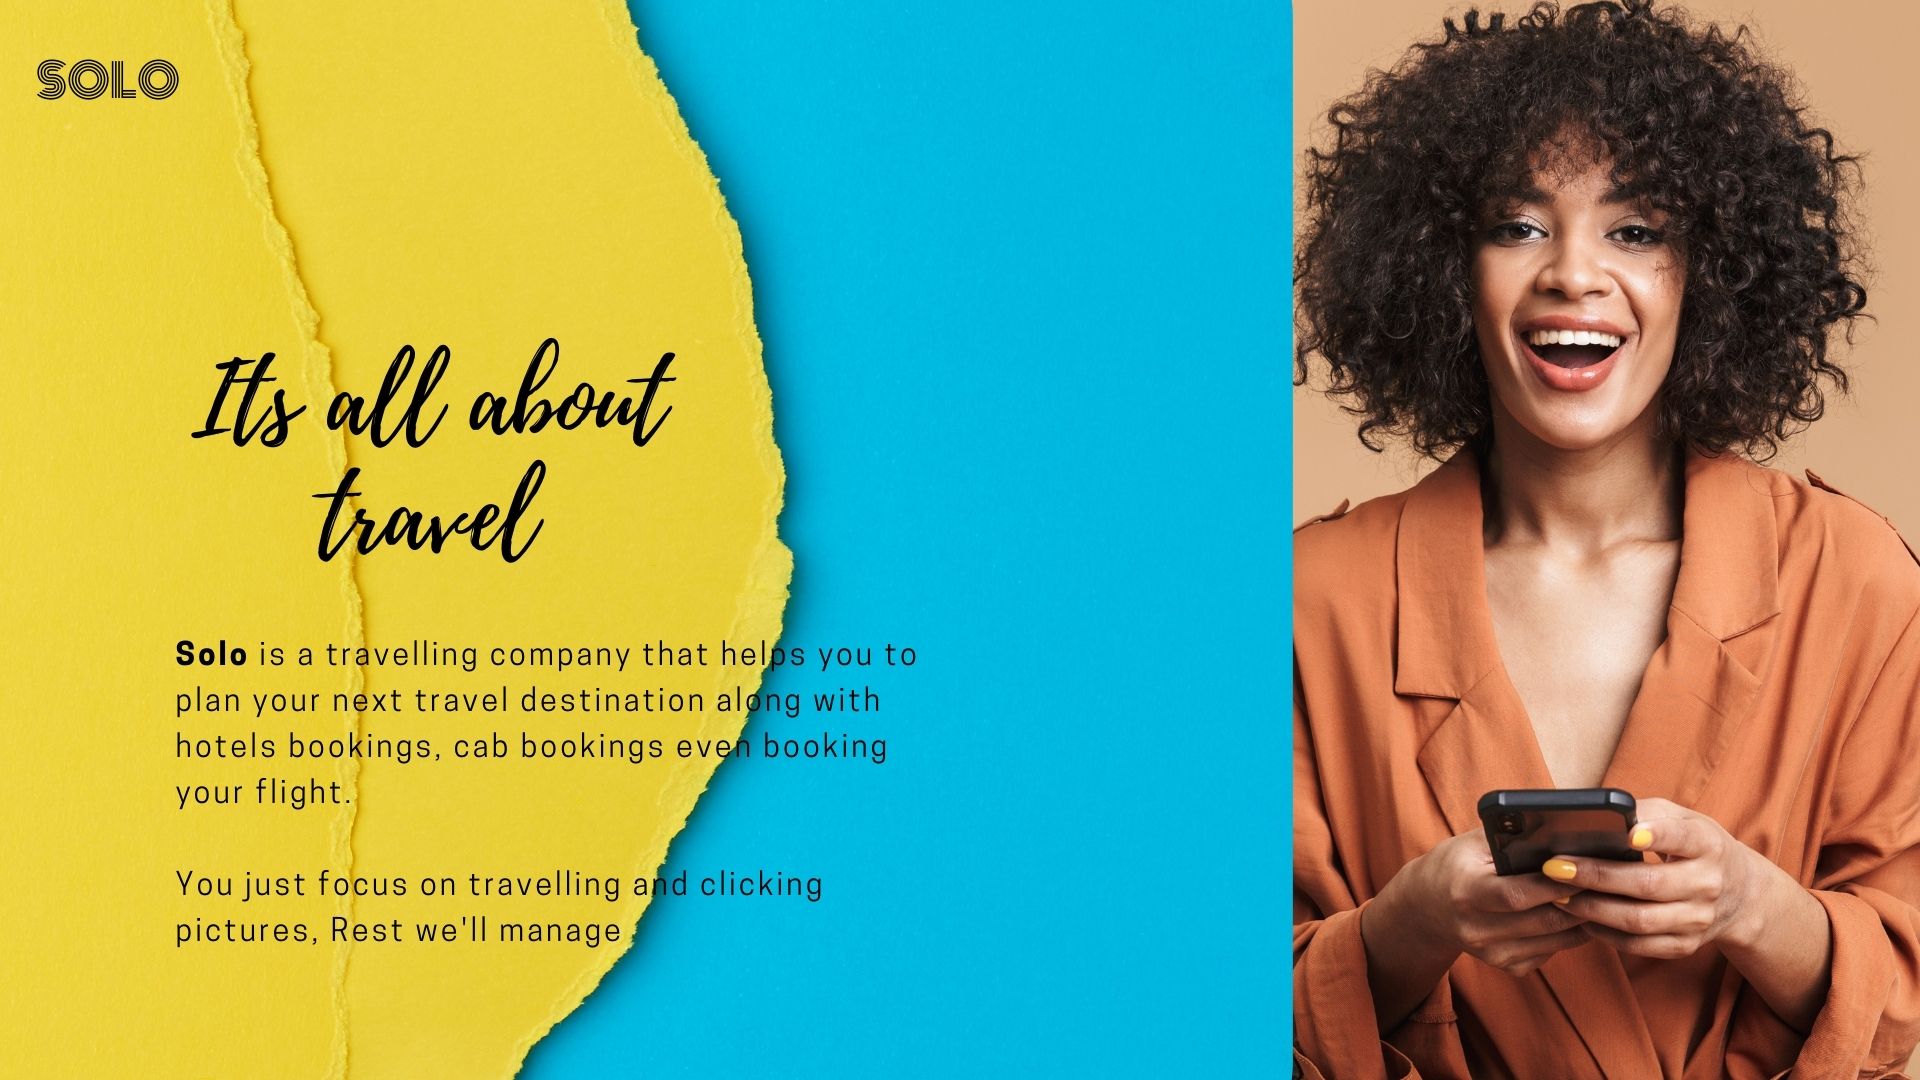 SOLO
Its all about
travel
Solo is a travelling company that helps you to
plan your next travel destination along with
hotels bookings, cab bookings even booking
your flight.
You just focus on travelling and clicking
pictures, Rest we'll manage